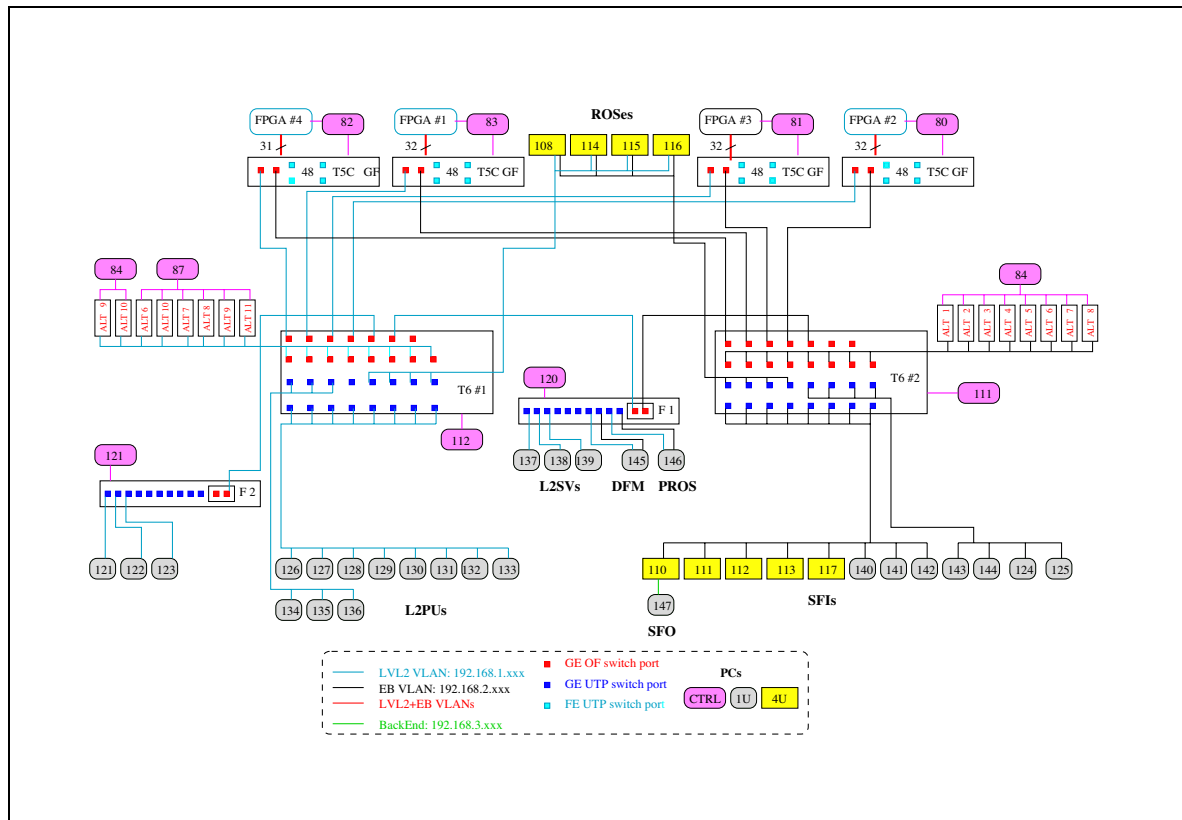 FPGA #4 82 FPGA #1 83 ROSes FPGA #3 81 FPGA #2 80
31 32 108 114 115 116 32 32
48 T5C GF 48 T5C GF 48 T5C GF 48 T5C GF
84 87 84
ALT 9 ALT 10 ALT 6 ALT 10 ALT 7 ALT 8 ALT 9 ALT 11 ALT 1 ALT 2 ALT 3 ALT 4 ALT 5 ALT 6 ALT 7 ALT 8
T6 #1 120 T6 #2 111
F 1
112
121 137 138 139 145 146
L2SVs DFM PROS
F 2
121 122 123 126 127 128 129 130 131 132 133 110 111 112 113 117 140 141 142 143 144 124 125
134 135 136 L2PUs 147 SFIs
SFO
LVL2 VLAN: 192.168.1.xxx GE OF switch port PCs
EB VLAN: 192.168.2.xxx GE UTP switch port
LVL2+EB VLANs FE UTP switch port CTRL 1U 4U
BackEnd: 192.168.3.xxx